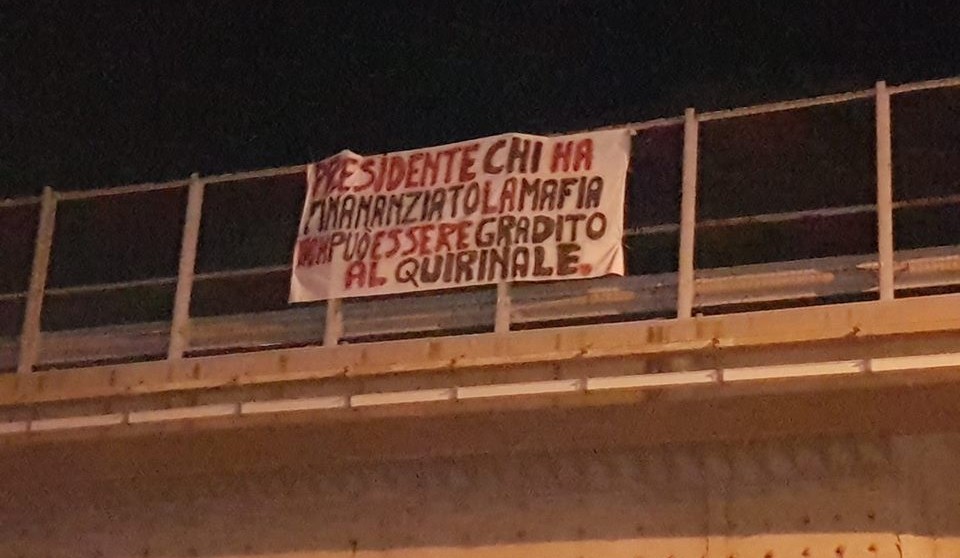 PRESIDENTE CHI HA
FINANANZIATO LA MAFIA
NON PUÒ ESSERE GRADITO
AL QUIRINALE.